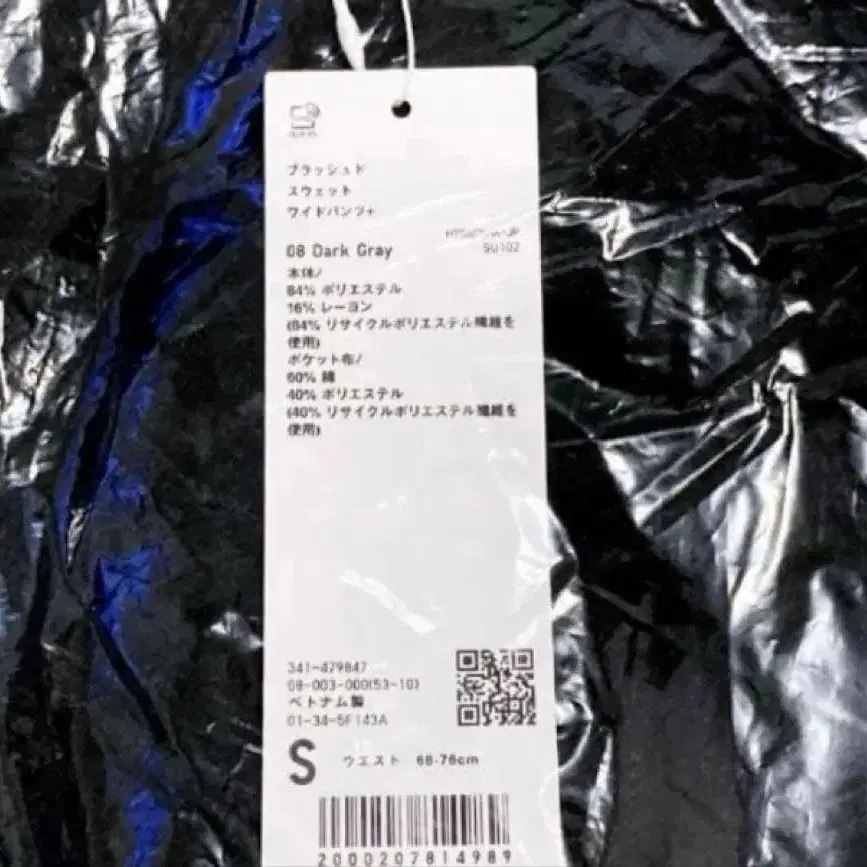 ブラッシュド
スウェット
ワイドパンツ+
08 Dark Gray
SU102
本体/
84% ポリエステル
16% レーヨン
(84% リサイクルポリエステル繊維を
使用)
ポケット布/
60% 綿
40% ポリエステル
(40% リサイクルポリエステル繊維を
使用)
341-479847
08-003-000(53-10)
ベトナム製
01-34-5F143A
S ウエスト 68-76cm
2000207814989